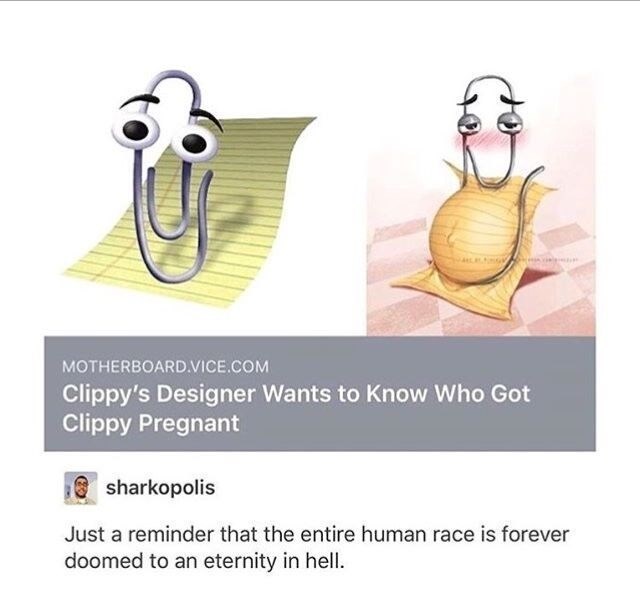 MOTHERBOARD.VICE.COM
Clippy's Designer Wants to Know Who Got
Clippy Pregnant
sharkopolis
Just a reminder that the entire human race is forever
doomed to an eternity in hell.